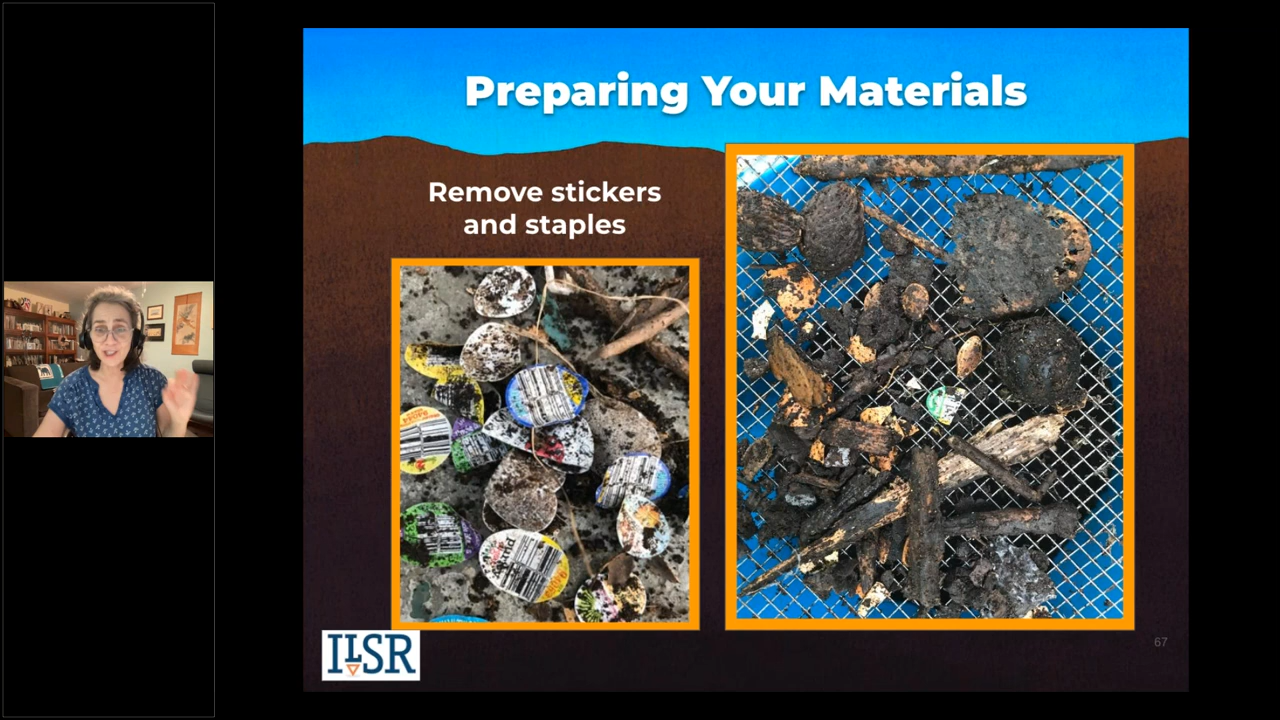 Preparing Your Materials
Remove stickers
and staples
ILSR
67